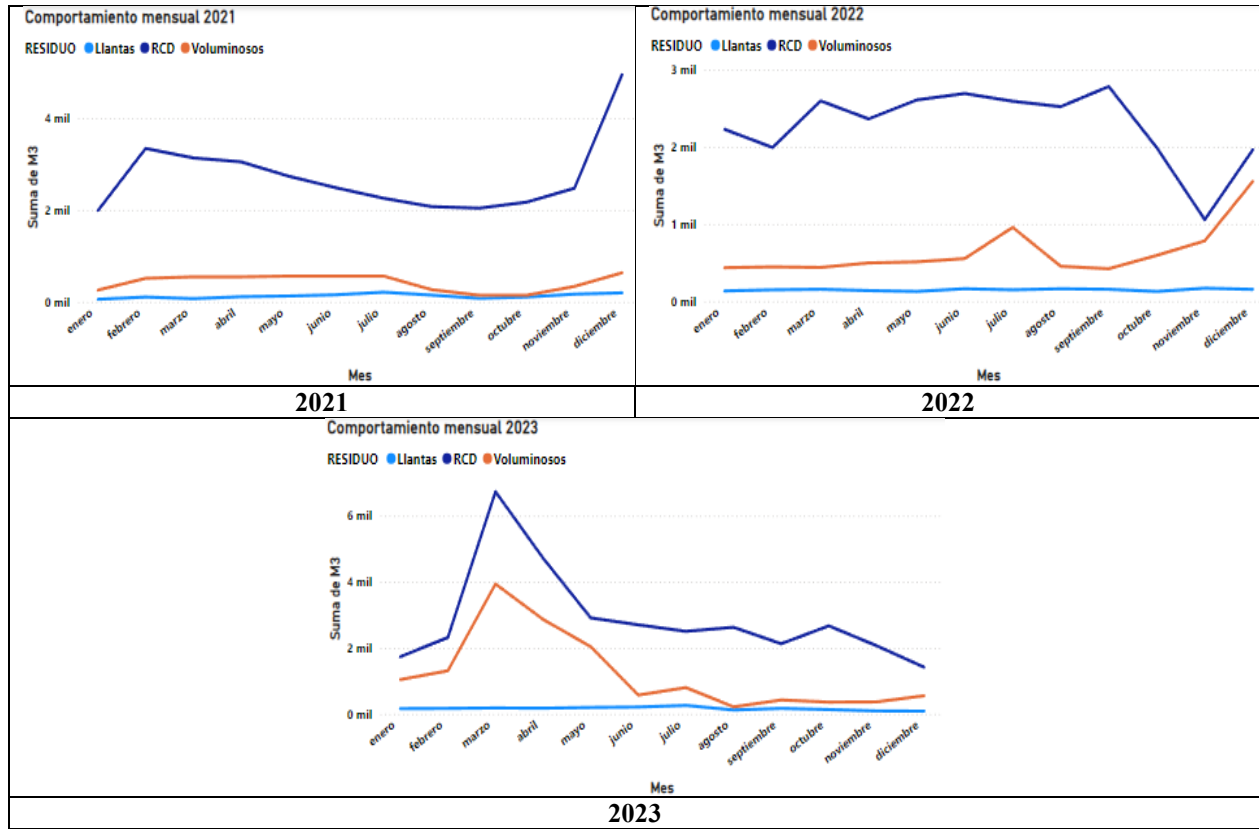 Comportamiento mensual 2021
RESIDUO Llantas RCD Voluminosos
Suma de M3
4 mil
2 mil
0 mil
enero febrero marzo abril mayo junio julio agosto septiembre octubre noviembre diciembre
Mes
2021
Comportamiento mensual 2022
RESIDUO Llantas RCD Voluminosos
Suma de M3
3 mil
2 mil
1 mil
0 mil
enero febrero marzo abril mayo junio julio agosto septiembre octubre noviembre diciembre
Mes
2022
Comportamiento mensual 2023
RESIDUO Llantas RCD Voluminosos
Suma de M3
6 mil
4 mil
2 mil
0 mil
enero febrero marzo abril mayo junio julio agosto septiembre octubre noviembre diciembre
Mes
2023